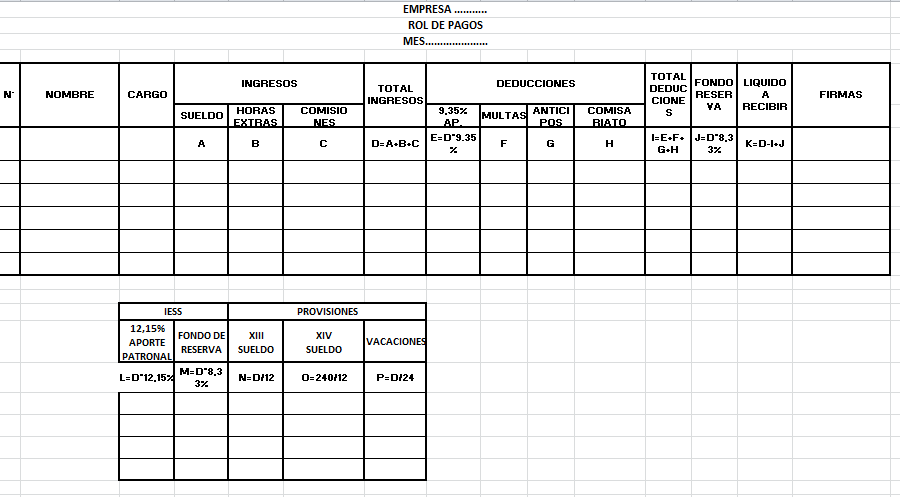 EMPRESA ...........
ROL DE PAGOS
MES.....................
N° NOMBRE CARGO INGRESOS TOTAL INGRESOS DEDUCCIONES TOTAL DEDUCCIONES FONDO RESERVA LIQUIDO A RECIBIR FIRMAS
SUELDO HORAS EXTRAS COMISIONES 9,35% AP. MULTAS ANTICIPOS COMISARIATO
A B C D=A+B+C E=D*9.35% F G H I=E+F+G+H J=D*8,33% K=D-I+J
IESS PROVISIONES
12,15% APORTE PATRONAL FONDO DE RESERVA XIII SUELDO XIV SUELDO VACACIONES
L=D*12,15% M=D*8,33% N=D/12 O=240/12 P=D/24